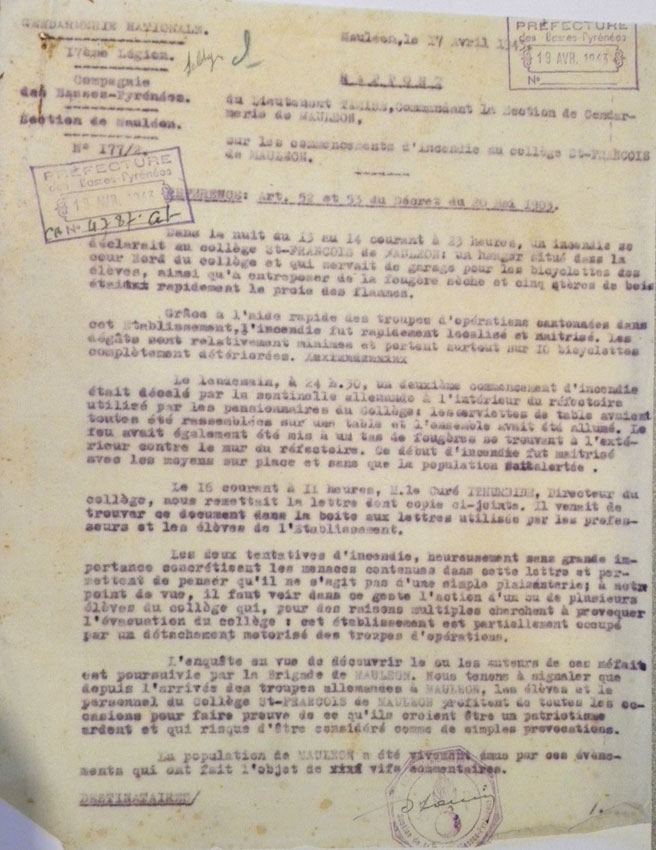 GENDARMERIE NATIONALE.
17ème Légion.
Compagnie
des Basses-Pyrénées.
Section de Mauléon.
N° 177/2.
Mauléon, le 17 Avril 194
PRÉFECTURE
des Basses-Pyrénées
19 AVR. 1943
N°
RAPPORT
du Lieutenant, Commandant la Section de Gendar-
merie de MAULEON,
sur les commencements d'incendie au collège St-FRANCOIS
de MAULEON.
PRÉFECTURE
des Basses-Pyrénées
19 AVR. 1943
CAB N° 4787
REFERENCE: Art. 52 et 53 du Décret du 20 Mai 1903.
Dans la nuit du 13 au 14 courant à 23 heures, un incendie se
déclarait au collège St-FRANCOIS de MAULEON: un hangar situé dans la
cour Nord du collège et qui servait de garage pour les bicyclettes des
élèves, ainsi qu'à entreposer de la fougère sèche et cinq stères de bois
étaitxx rapidement la proie des flammes.
Grâce à l'aide rapide des troupes d'opérations cantonnées dans
cet Etablissement, l'incendie fut rapidement localisé et maitrisé. Les
dégâts sont relativement minimes et portent surtout sur 10 bicyclettes
complètement détériorées.
Le lendemain, à 24 h.30, un deuxième commencement d'incendie
était décelé par la sentinelle allemande à l'intérieur du réfectoire
utilisé par les pensionnaires du Collège: lesserviettes de table avaient
toutes été rassemblées sur une table et l'ensemble avait été allumé. Le
feu avait également été mis à un tas de fougères se trouvant à l'exté-
rieur contre le mur du réfectoire. Ce début d'incendie fut maitrisé
avec les moyens sur place et sans que la population soit alertée.
Le 16 courant à 11 heures, M.le Curé, Directeur du
collège, nous remettait la lettre dont copie ci-jointe. Il venait de
trouver ce document dans la boite aux lettres utilisée par les profes-
seurs et les élèves de l'Etablissement.
Les deux tentatives d'incendie, heureusement sans grande im-
portance concrétisent les menaces contenues dans cette lettre et per-
mettent de penser qu'il ne s'agit pas d'une simple plaisanterie; à notre
point de vue, il faut voir dans ce geste l'action d'un ou de plusieurs
élèves du collège qui, pour des raisons multiples cherchent à provoquer
l'évacuation du collège : cet établissement est partiellement occupé
par un détachement motorisé des troupes d'opérations.
L'enquête en vue de découvrir le ou les auteurs de ces méfait
est poursuivie par la Brigade de MAULEON. Nous tenons à signaler que
depuis l'arrivée des troupes allemandes à MAULEON, les élèves et le
personnel du Collège St-FRANCOIS de MAULEON profitent de toutes les oc-
casions pour faire preuve de ce qu'ils croient être un patriotisme
ardent et qui risque d'être considéré comme de simples provocations.
La population de MAULEON a été vivement émue par ces événe-
ments qui ont fait l'objet de vifs commentaires.
DESTINATAIRES/
1.